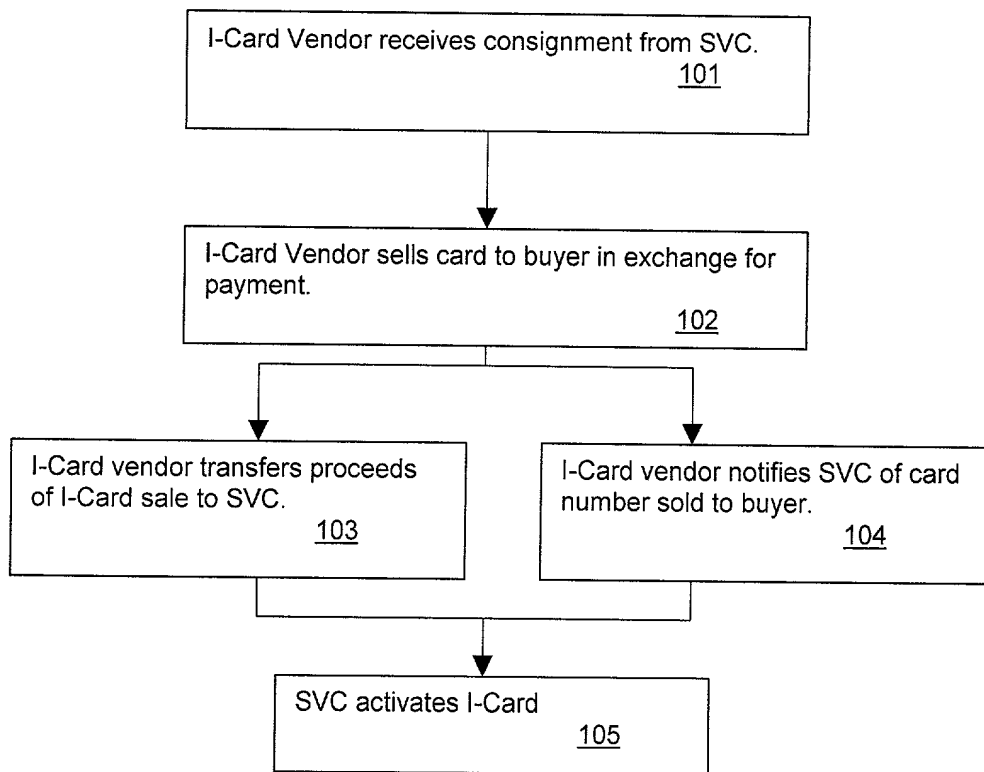 I-Card Vendor receives consignment from SVC.
101
I-Card Vendor sells card to buyer in exchange for
payment.
102
I-Card vendor transfers proceeds
of I-Card sale to SVC.
103
I-Card vendor notifies SVC of card
number sold to buyer.
104
SVC activates I-Card
105